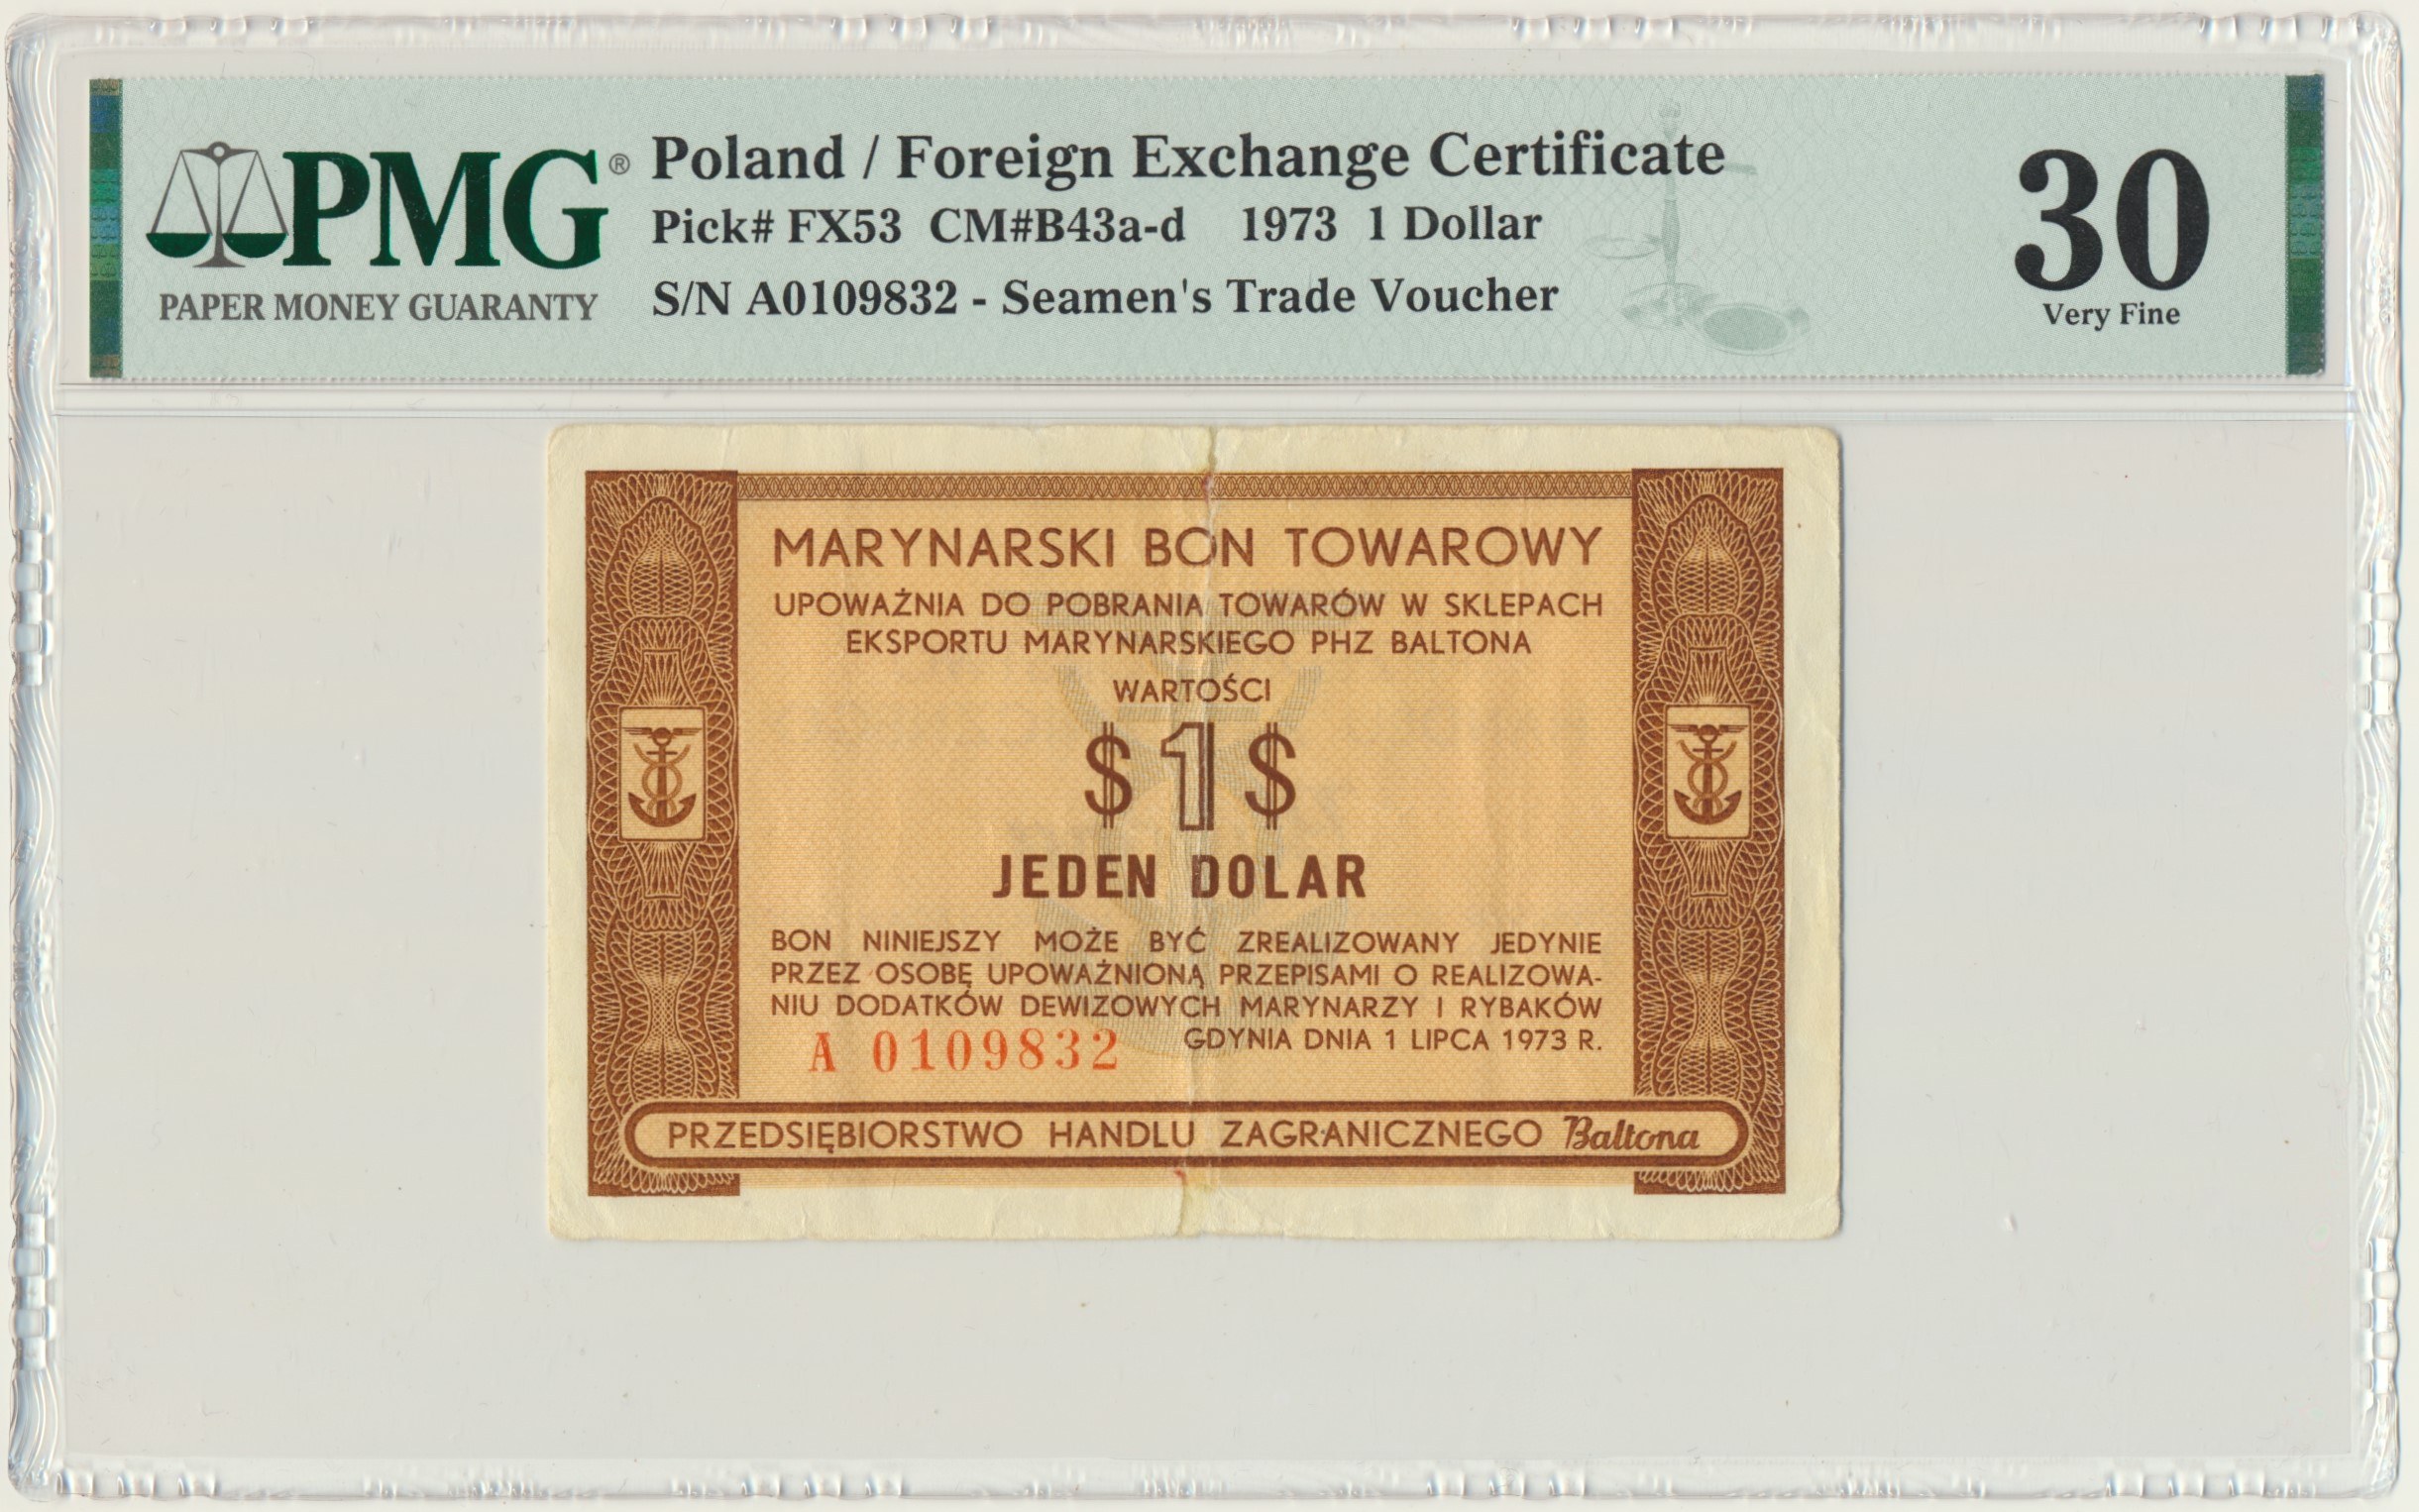 PMG®
PAPER MONEY GUARANTY
Poland / Foreign Exchange Certificate
Pick# FX53 CM#B43a-d 1973 1 Dollar
S/N A0109832 - Seamen's Trade Voucher
30
Very Fine
MARYNARSKI BON TOWAROWY
UPOWAŻNIA DO POBRANIA TOWARÓW W SKLEPACH
EKSPORTU MARYNARSKIEGO PHZ BALTONA
WARTOŚCI
$ 1 $
JEDEN DOLAR
BON NINIEJSZY MOŻE BYĆ ZREALIZOWANY JEDYNIE
PRZEZ OSOBĘ UPOWAŻNIONĄ PRZEPISAMI O REALIZOWA-
NIU DODATKÓW DEWIZOWYCH MARYNARZY I RYBAKÓW
GDYNIA DNIA 1 LIPCA 1973 R.
A 0109832
PRZEDSIĘBIORSTWO HANDLU ZAGRANICZNEGO Baltona